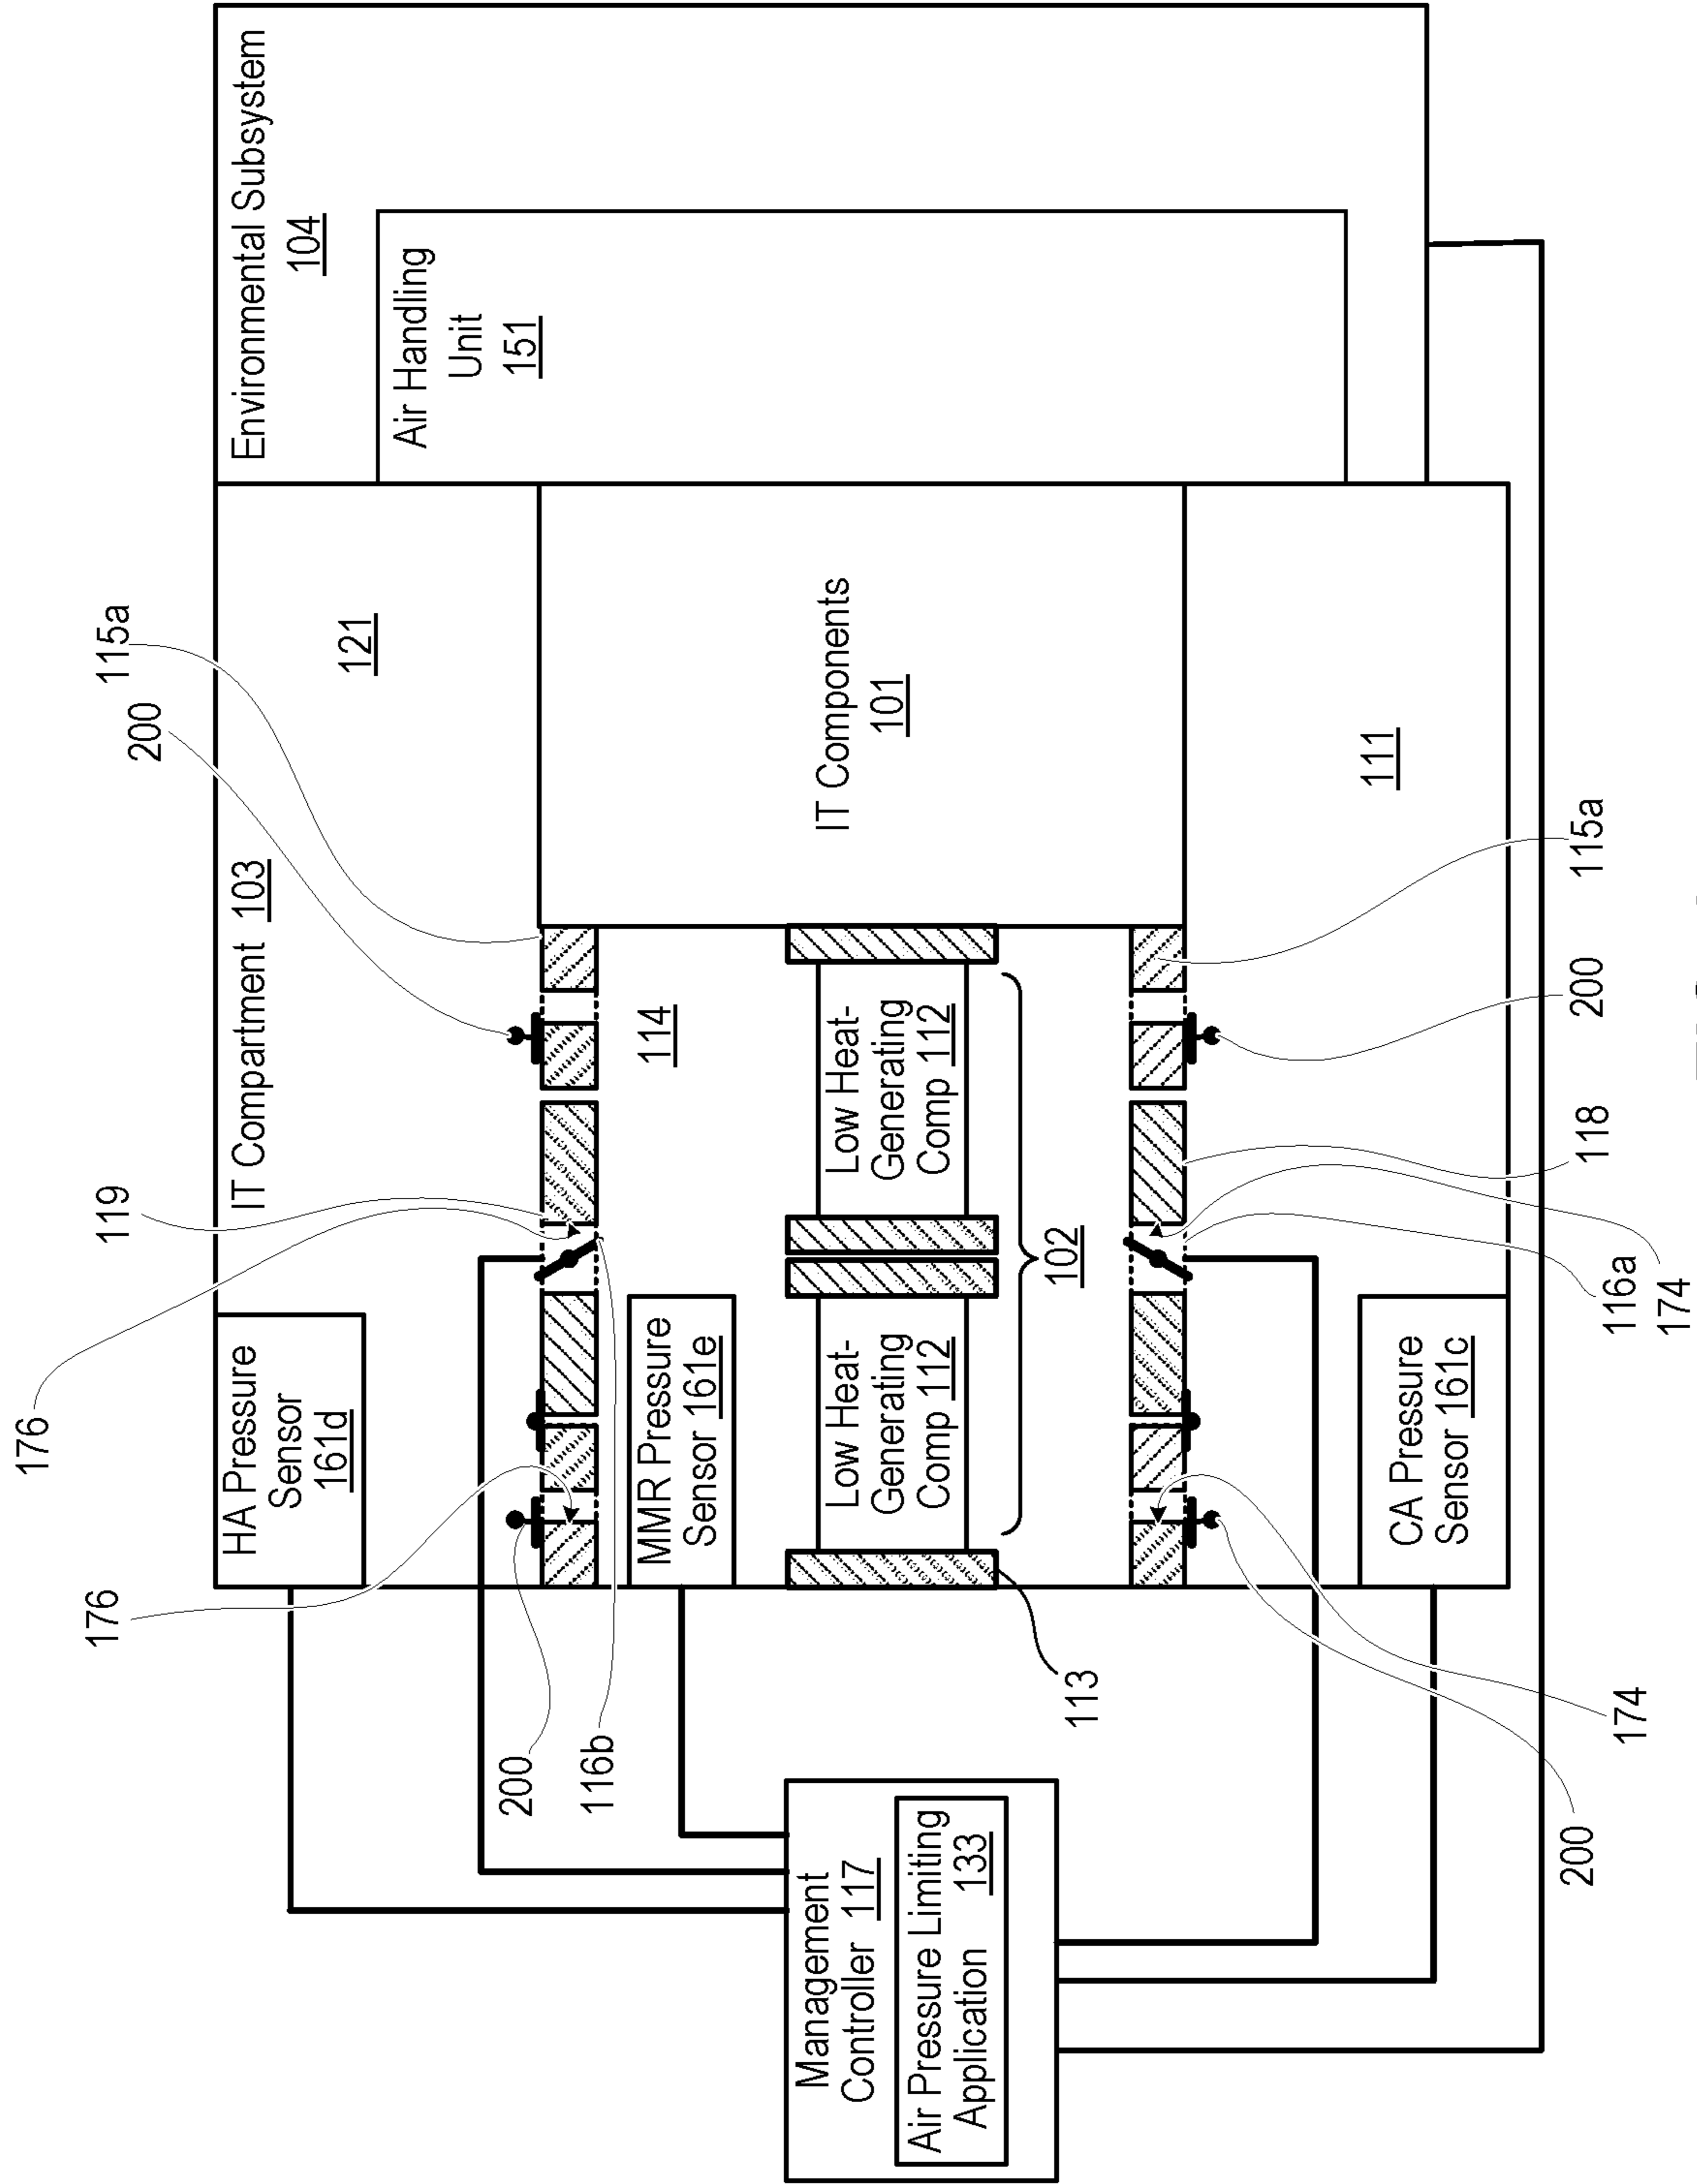 176
176
119
115a
200
HA Pressure
Sensor
161d
IT Compartment 103
Environmental Subsystem
104
121
Air Handling
Unit
151
200
116b
MMR Pressure
Sensor 161e
114
Management
Controller 117
Air Pressure Limiting
Application 133
Low Heat-
Generating
Comp 112
Low Heat-
Generating
Comp 112
IT Components
101
102
113
111
CA Pressure
Sensor 161c
174
200
116a
174
118
200
115a